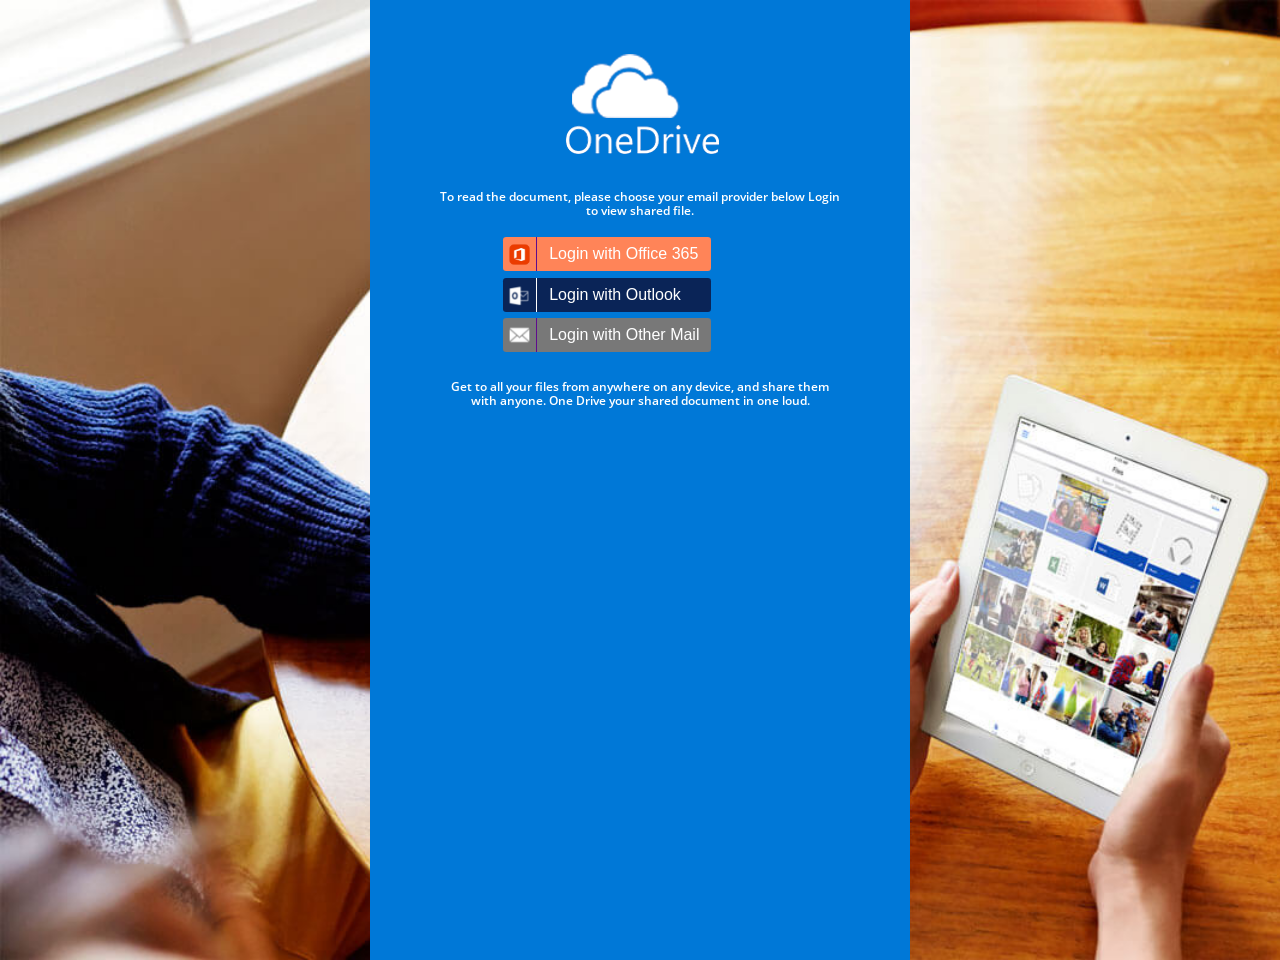 OneDrive
To read the document, please choose your email provider below Login
to view shared file.
Login with Office 365
Login with Outlook
Login with Other Mail
Get to all your files from anywhere on any device, and share them
with anyone. One Drive your shared document in one loud.
Files